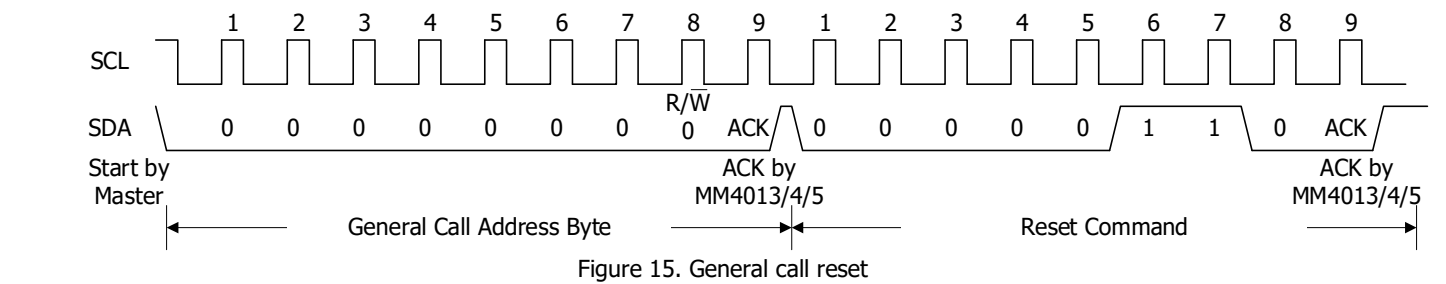 1 2 3 4 5 6 7 8 9 1 2 3 4 5 6 7 8 9
SCL
R/W̅
SDA 0 0 0 0 0 0 0 0 ACK 0 0 0 0 0 1 1 0 ACK
Start by Master
ACK by MM4013/4/5
ACK by MM4013/4/5
General Call Address Byte
Reset Command
Figure 15. General call reset